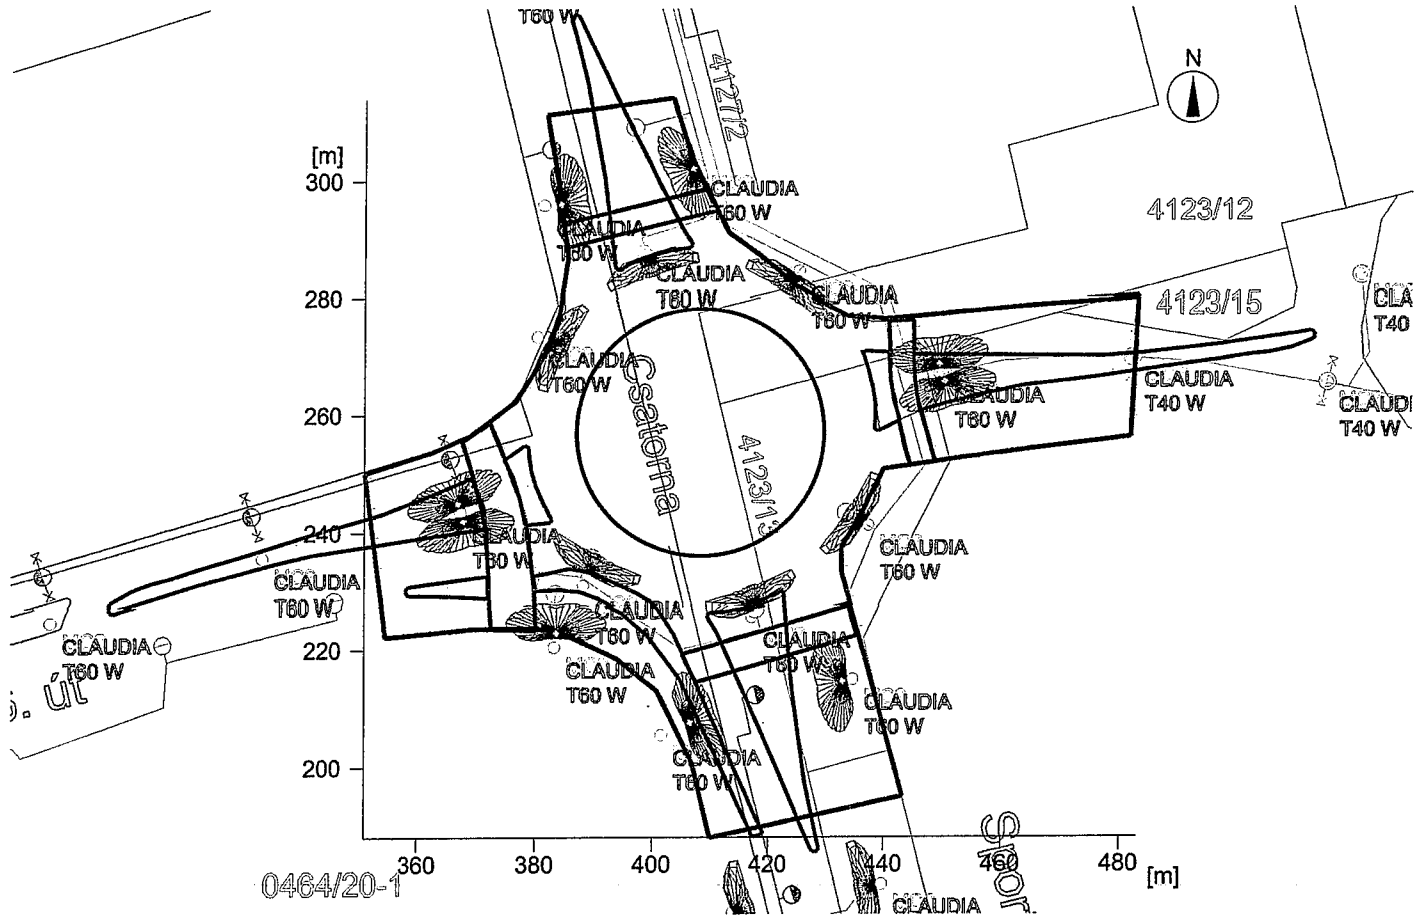 T60 W
4127/2
N
[m]
300
CLAUDIA
T60 W
4123/12
CLAUDIA
T60 W
CLAUDIA
T60 W
280
CLAUDIA
T60 W
4123/15
T40
CLAUDIA
T60 W
Csatorna
CLAUDIA
T40 W
CLAUDIA
T60 W
T40 W
260
4123/13
240
CLAUDIA
T60 W
CLAUDIA
T60 W
CLAUDIA
T60 W
CLAUDIA
T60 W
CLAUDIA
T60 W
CLAUDIA
T60 W
220
CLAUDIA
T60 W
út
CLAUDIA
T60 W
CLAUDIA
T60 W
200
360
380
400
420
440
460
480
[m]
0464/20-1
CLAUDIA